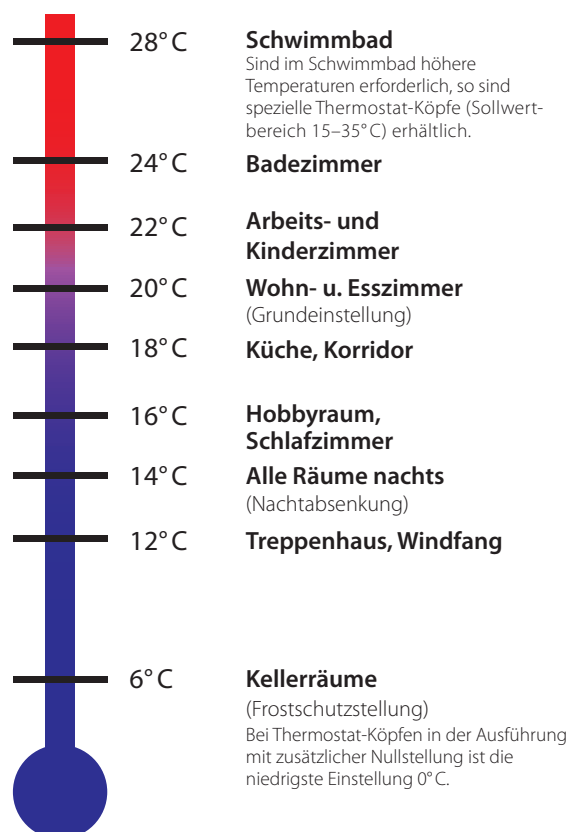 28° C Schwimmbad
Sind im Schwimmbad höhere
Temperaturen erforderlich, so sind
spezielle Thermostat-Köpfe (Sollwert-
bereich 15–35° C) erhältlich.
24° C Badezimmer
22° C Arbeits- und
Kinderzimmer
20° C Wohn- u. Esszimmer
(Grundeinstellung)
18° C Küche, Korridor
16° C Hobbyraum,
Schlafzimmer
14° C Alle Räume nachts
(Nachtabsenkung)
12° C Treppenhaus, Windfang
6° C Kellerräume
(Frostschutzstellung)
Bei Thermostat-Köpfen in der Ausführung
mit zusätzlicher Nullstellung ist die
niedrigste Einstellung 0° C.